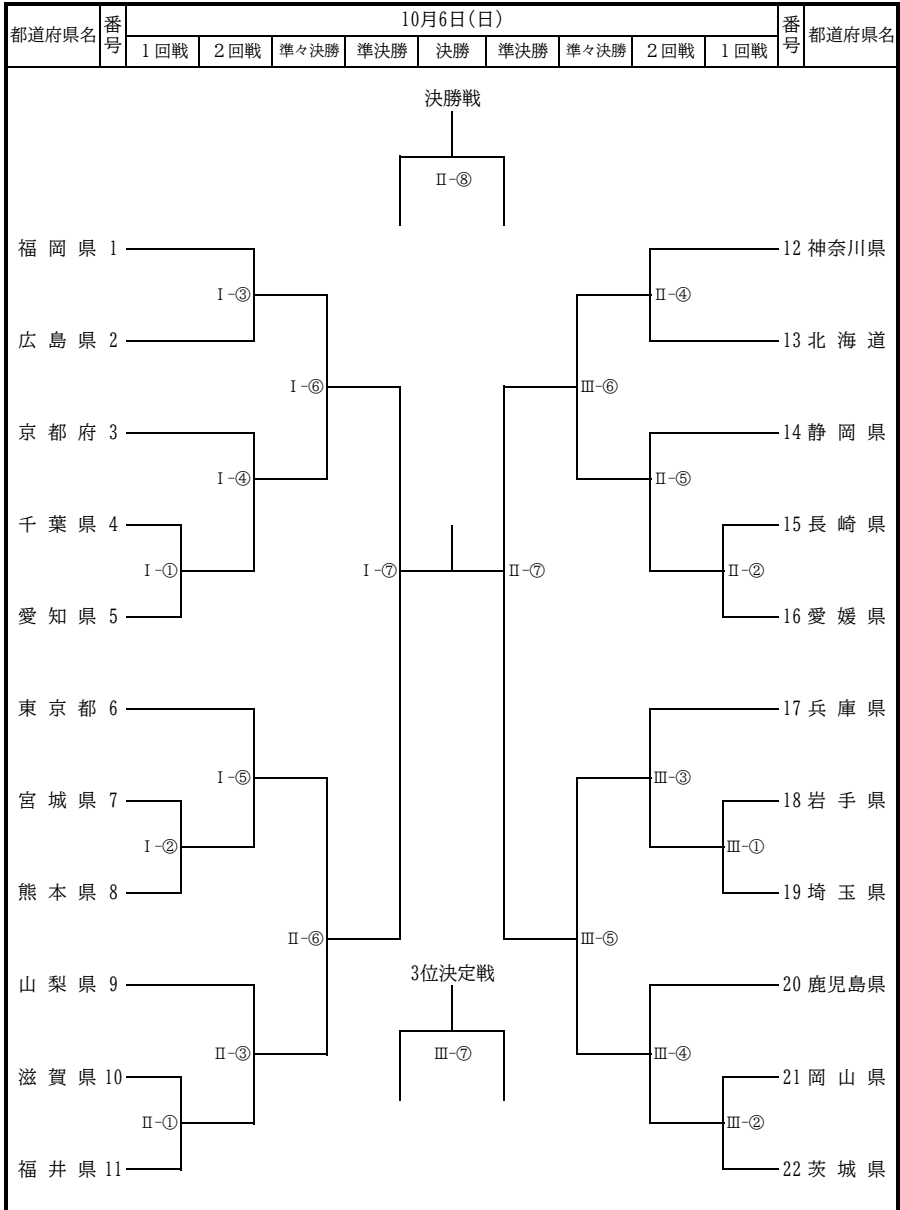 都道府県名 番号 10月6日(日) 番号 都道府県名
1回戦 2回戦 準々決勝 準決勝 決勝 準決勝 準々決勝 2回戦 1回戦
決勝戦
Ⅱ-⑧
福岡県 1 12 神奈川県
Ⅰ-③ Ⅱ-④
広島県 2 13 北海道
Ⅰ-⑥ Ⅲ-⑥
京都府 3 14 静岡県
Ⅰ-④ Ⅱ-⑤
千葉県 4 15 長崎県
Ⅰ-① Ⅰ-⑦ Ⅱ-⑦ Ⅱ-②
愛知県 5 16 愛媛県
東京都 6 17 兵庫県
Ⅰ-⑤ Ⅲ-③
宮城県 7 18 岩手県
Ⅰ-② Ⅲ-①
熊本県 8 19 埼玉県
Ⅱ-⑥ Ⅲ-⑤
3位決定戦
山梨県 9 20 鹿児島県
Ⅱ-③ Ⅲ-⑦ Ⅲ-④
滋賀県 10 21 岡山県
Ⅱ-① Ⅲ-②
福井県 11 22 茨城県